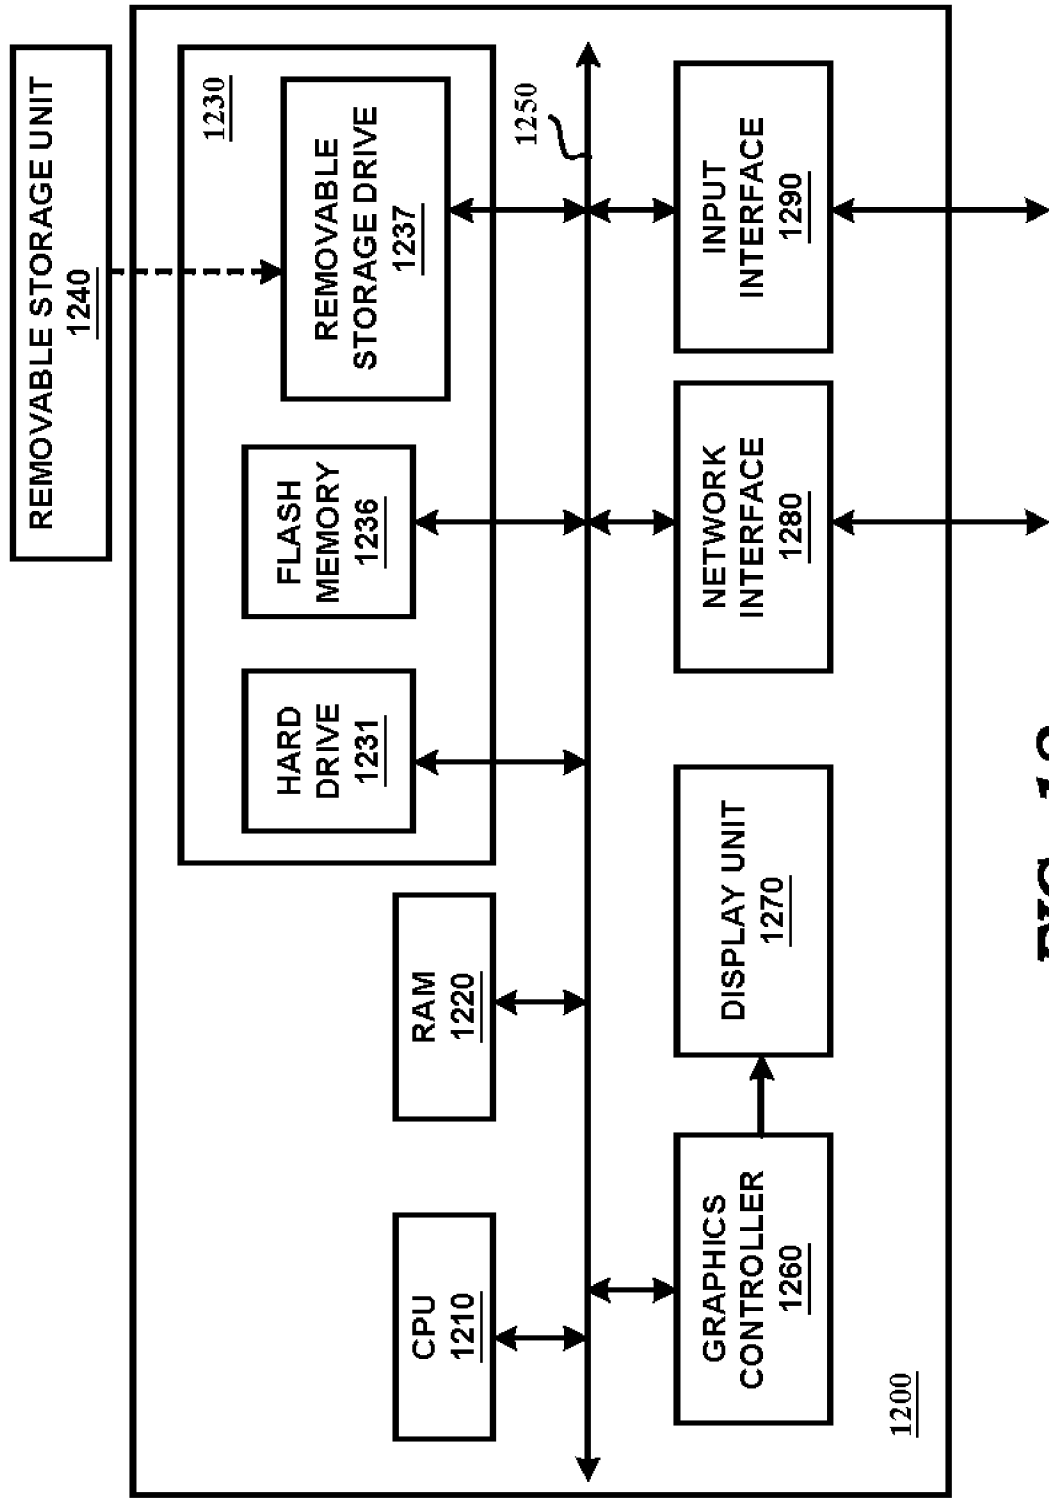 REMOVABLE STORAGE UNIT
1240
1230
HARD
DRIVE
1231
FLASH
MEMORY
1236
REMOVABLE
STORAGE DRIVE
1237
CPU
1210
RAM
1220
1250
GRAPHICS
CONTROLLER
1260
DISPLAY UNIT
1270
NETWORK
INTERFACE
1280
INPUT
INTERFACE
1290
1200